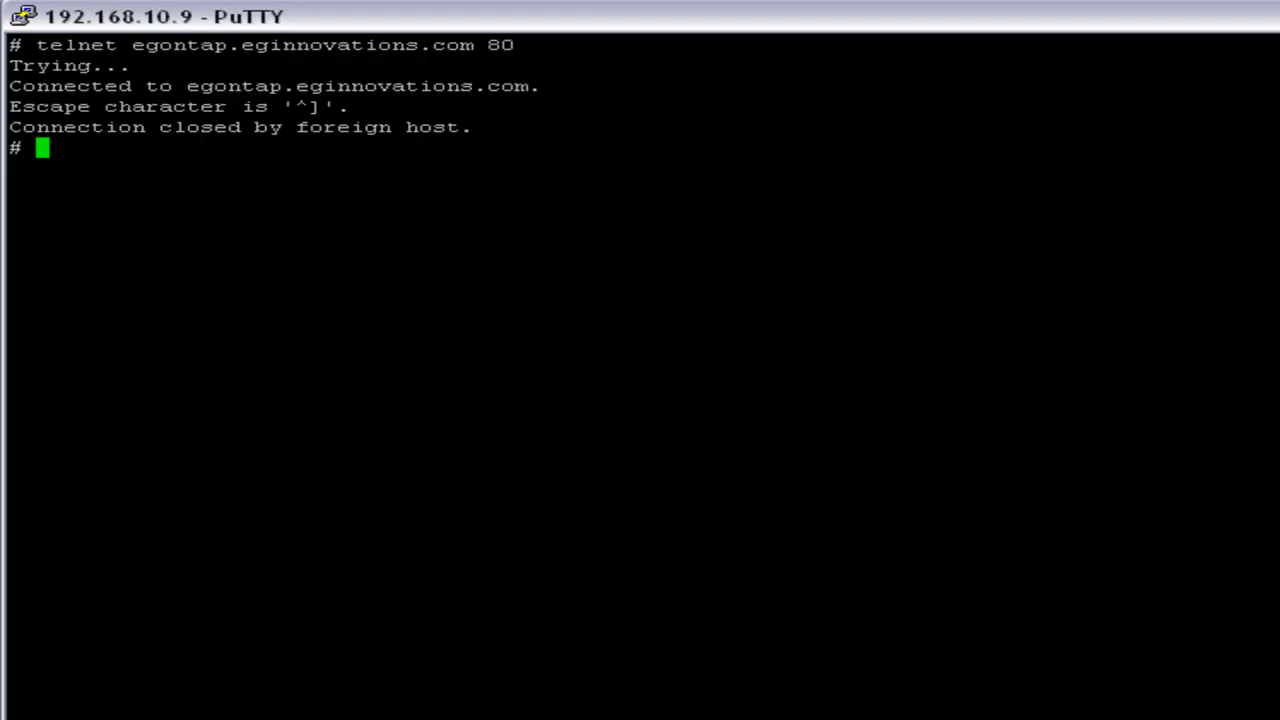 192.168.10.9 - PuTTY
# telnet egontap.eginnovations.com 80
Trying...
Connected to egontap.eginnovations.com.
Escape character is '^]'.
Connection closed by foreign host.
#